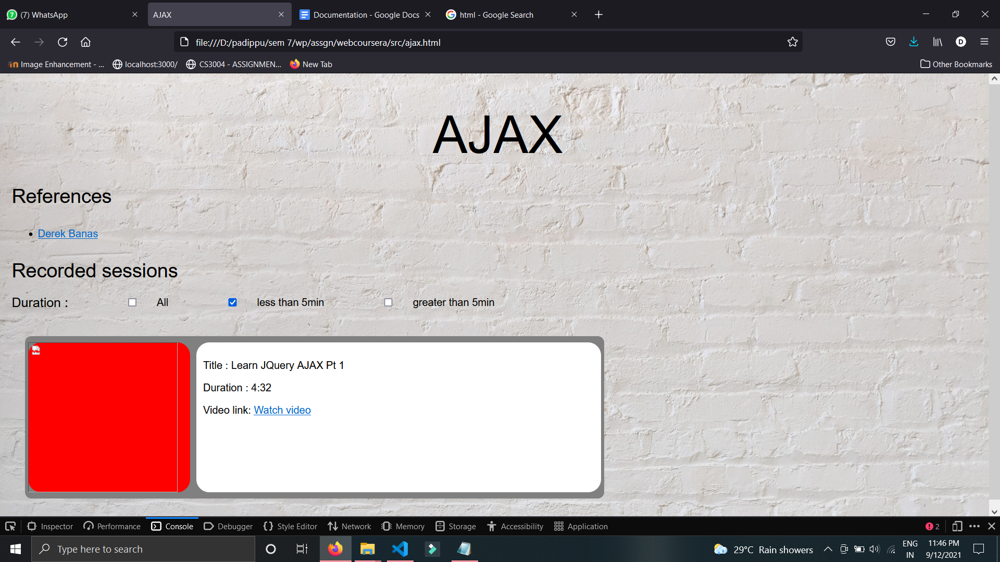 (7) WhatsApp
AJAX
Documentation - Google Docs
html - Google Search
file:///D:/padippu/sem 7/wp/assgn/webcoursera/src/ajax.html
D
Image Enhancement - ...
localhost:3000/
CS3004 - ASSIGNMEN...
New Tab
Other Bookmarks
AJAX
References
Derek Banas
Recorded sessions
Duration : All less than 5min greater than 5min
Title : Learn JQuery AJAX Pt 1
Duration : 4:32
Video link: Watch video
Inspector
Performance
Console
Debugger
Style Editor
Network
Memory
Storage
Accessibility
Application
2
Type here to search
29°C Rain showers
ENG
IN
11:46 PM
9/12/2021